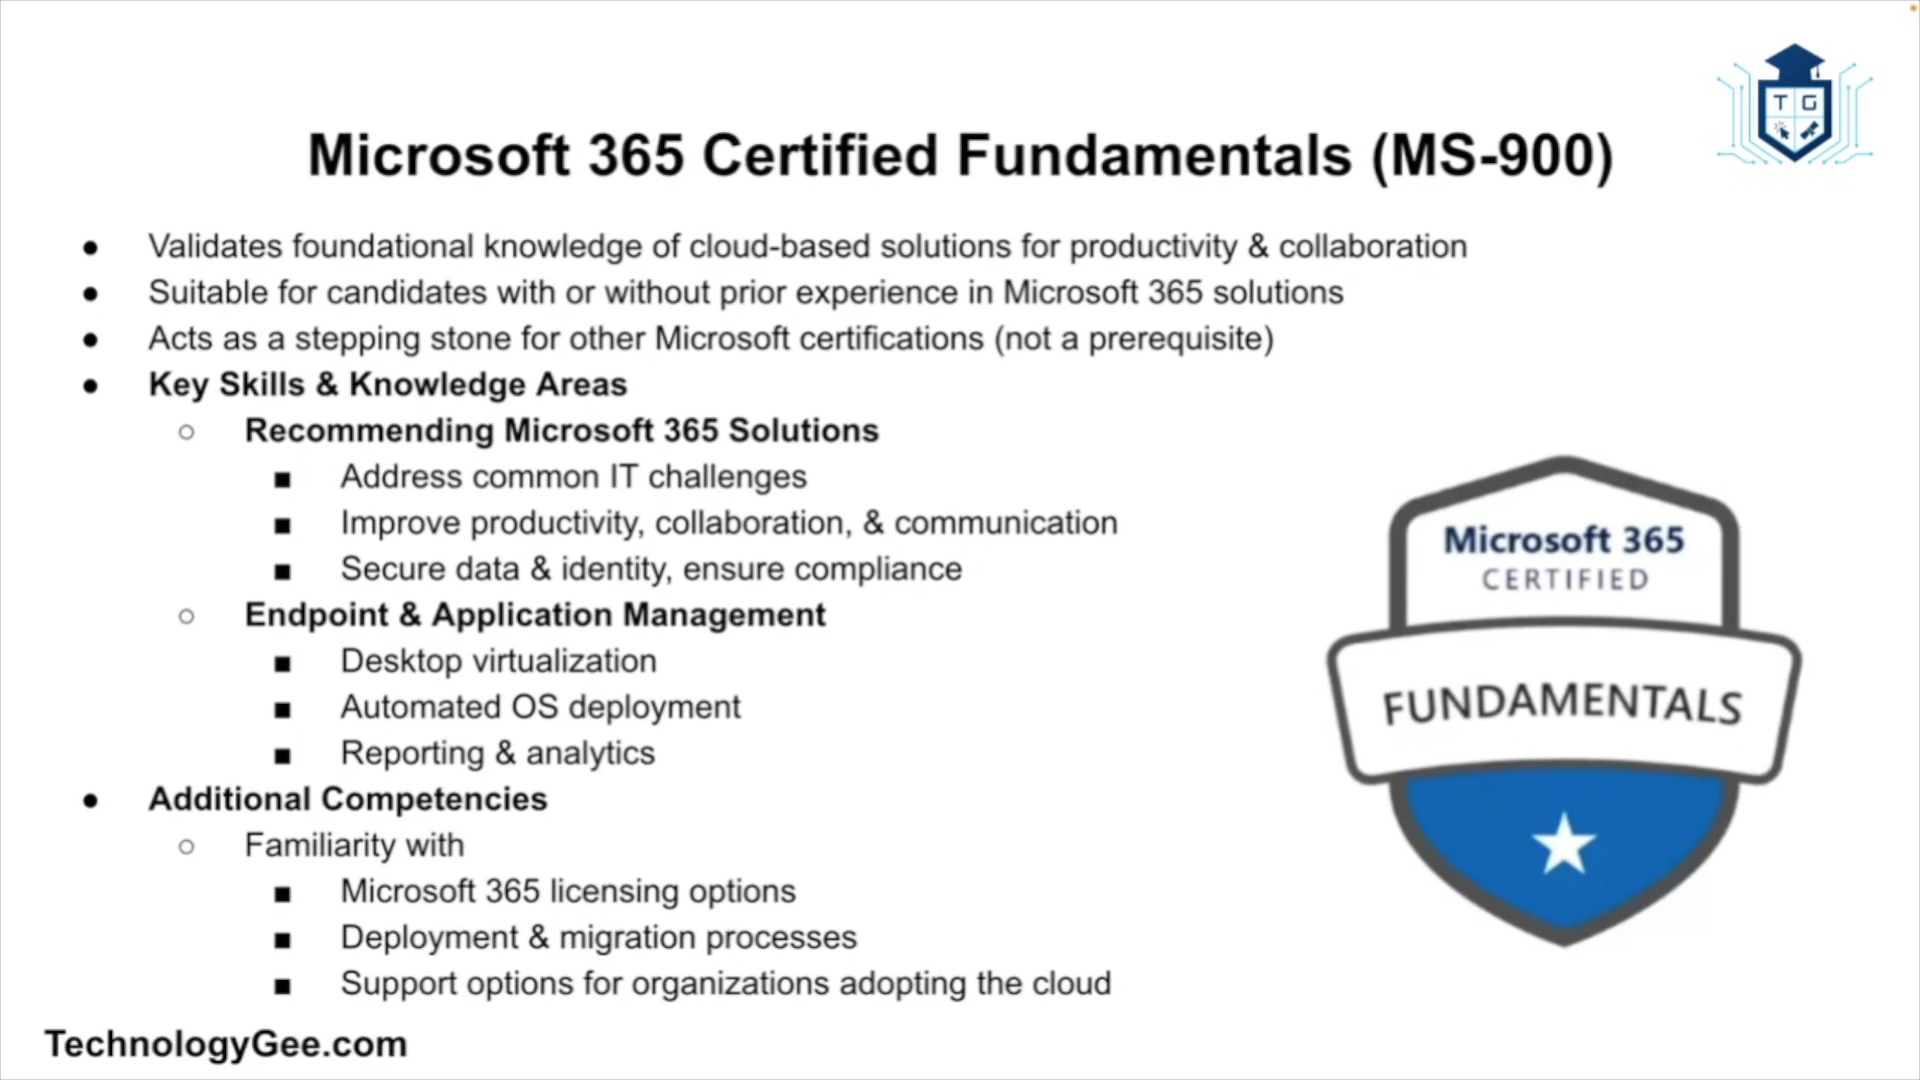 T G
Microsoft 365 Certified Fundamentals (MS-900)
● Validates foundational knowledge of cloud-based solutions for productivity & collaboration
● Suitable for candidates with or without prior experience in Microsoft 365 solutions
● Acts as a stepping stone for other Microsoft certifications (not a prerequisite)
● Key Skills & Knowledge Areas
○ Recommending Microsoft 365 Solutions
■ Address common IT challenges
■ Improve productivity, collaboration, & communication
■ Secure data & identity, ensure compliance
○ Endpoint & Application Management
■ Desktop virtualization
■ Automated OS deployment
■ Reporting & analytics
● Additional Competencies
○ Familiarity with
■ Microsoft 365 licensing options
■ Deployment & migration processes
■ Support options for organizations adopting the cloud
Microsoft 365
CERTIFIED
FUNDAMENTALS
TechnologyGee.com